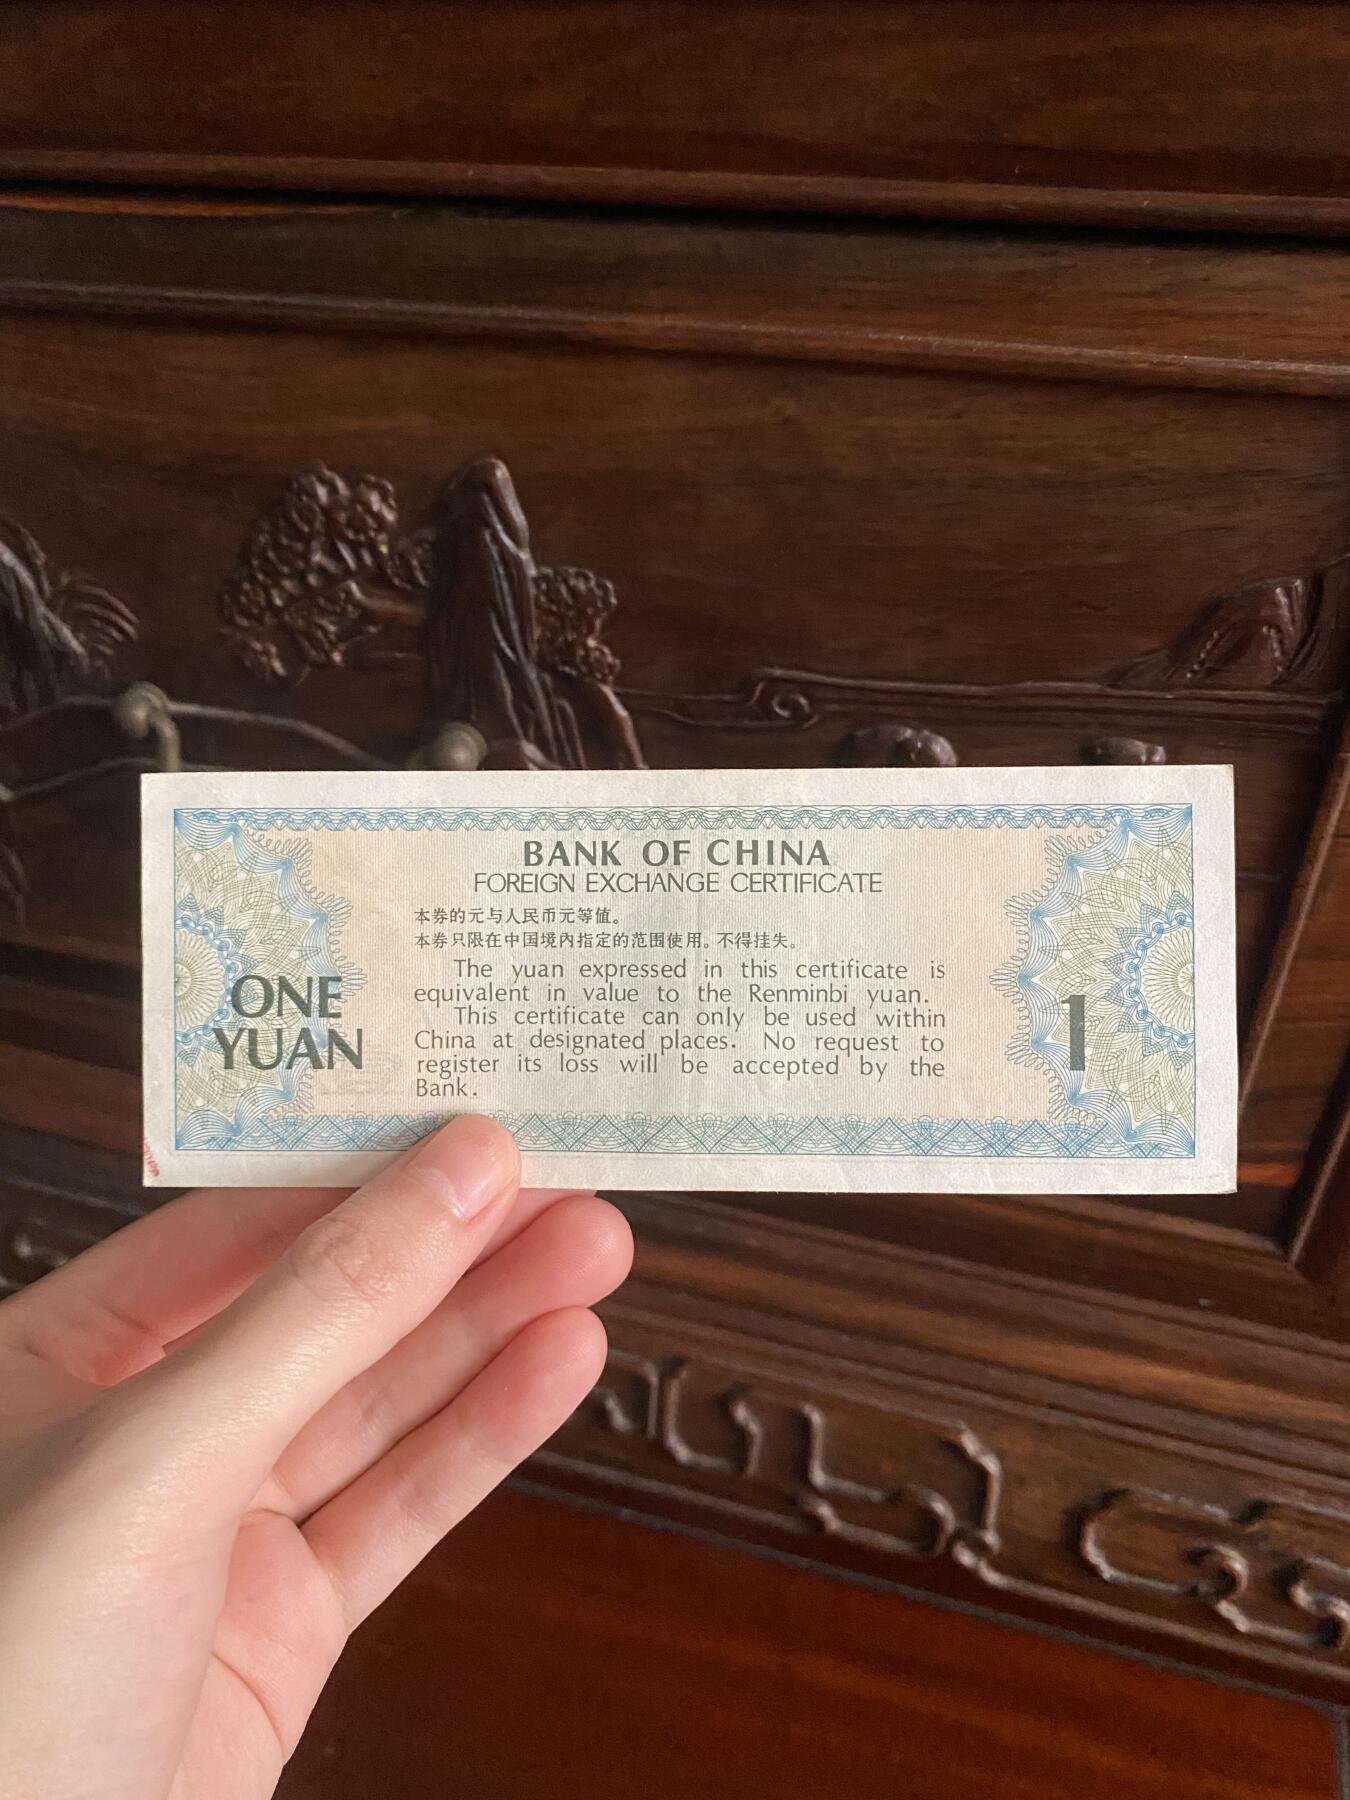 BANK OF CHINA
FOREIGN EXCHANGE CERTIFICATE
本券的元与人民币元等值。
本券只限在中国境内指定的范围使用。不得挂失。
The yuan expressed in this certificate is
equivalent in value to the Renminbi yuan.
This certificate can only be used within
China at designated places. No request to
register its loss will be accepted by the
Bank.
ONE
YUAN
1